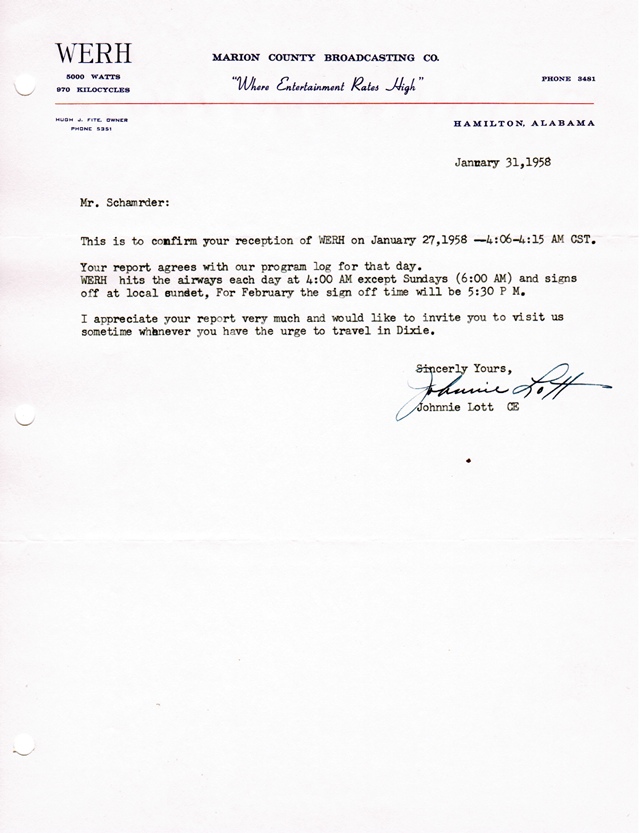 WERH
5000 WATTS
970 KILOCYCLES
MARION COUNTY BROADCASTING CO.
"Where Entertainment Rates High"
PHONE 3481
HUGH J. FITE, OWNER
PHONE 5351
HAMILTON, ALABAMA
January 31,1958
Mr. Schamrder:
This is to confirm your reception of WERH on January 27,1958 —4:06-4:15 AM CST.
Your report agrees with our program log for that day.
WERH hits the airways each day at 4:00 AM except Sundays (6:00 AM) and signs
off at local sundet, For February the sign off time will be 5:30 P M.
I appreciate your report very much and would like to invite you to visit us
sometime whenever you have the urge to travel in Dixie.
Sincerly Yours,
Johnnie Lott
Johnnie Lott CE